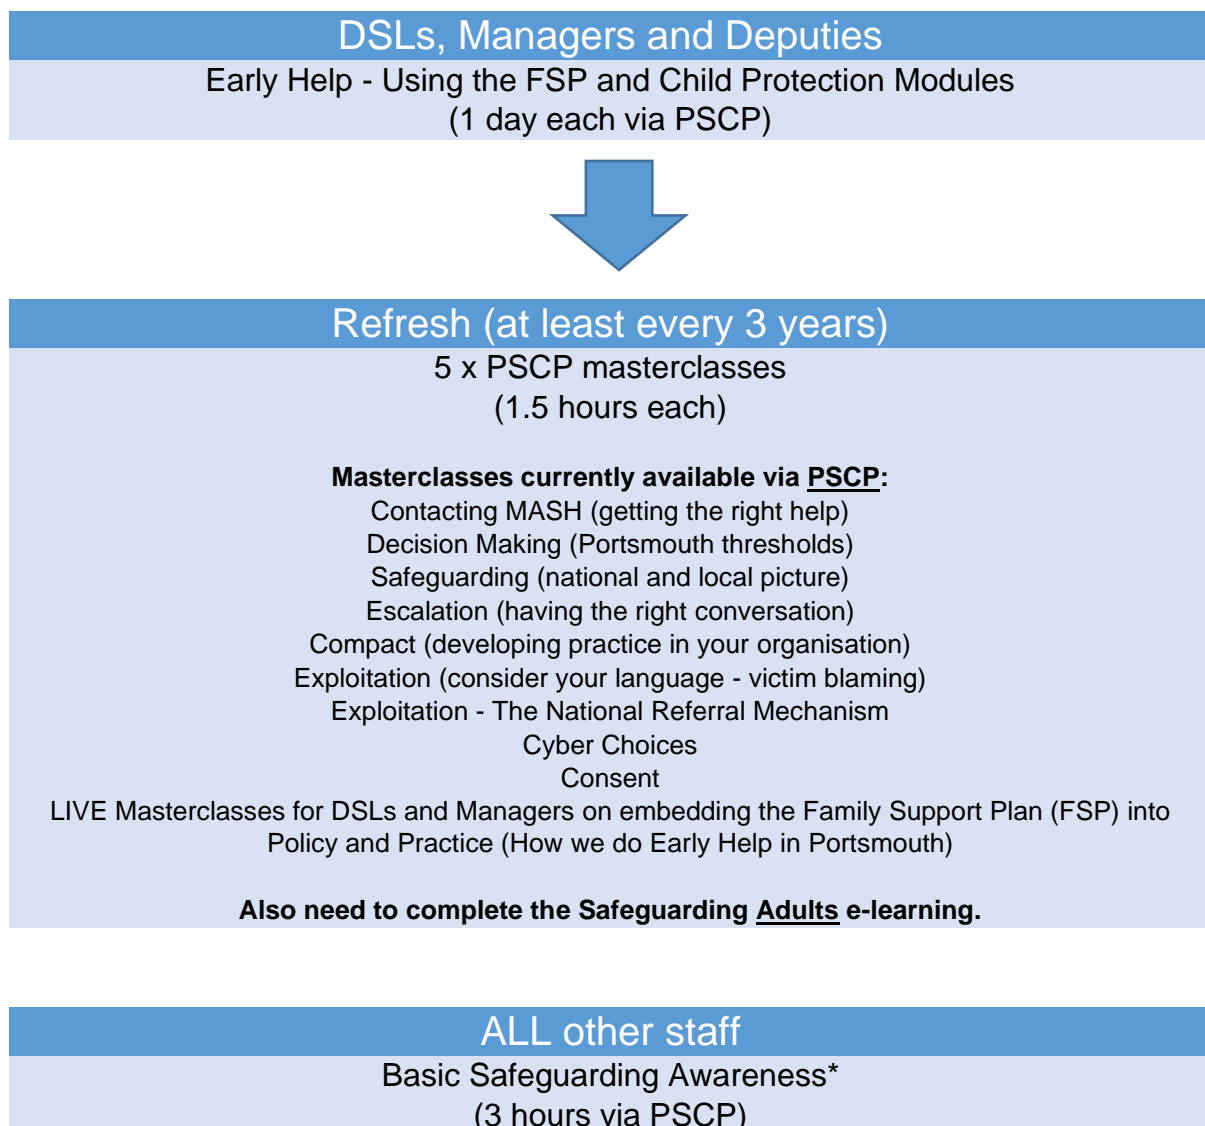 DSLs, Managers and Deputies
Early Help - Using the FSP and Child Protection Modules
(1 day each via PSCP)
Refresh (at least every 3 years)
5 x PSCP masterclasses
(1.5 hours each)
Masterclasses currently available via PSCP:
Contacting MASH (getting the right help)
Decision Making (Portsmouth thresholds)
Safeguarding (national and local picture)
Escalation (having the right conversation)
Compact (developing practice in your organisation)
Exploitation (consider your language - victim blaming)
Exploitation - The National Referral Mechanism
Cyber Choices
Consent
LIVE Masterclasses for DSLs and Managers on embedding the Family Support Plan (FSP) into
Policy and Practice (How we do Early Help in Portsmouth)
Also need to complete the Safeguarding Adults e-learning.
ALL other staff
Basic Safeguarding Awareness*
(3 hours via PSCP)